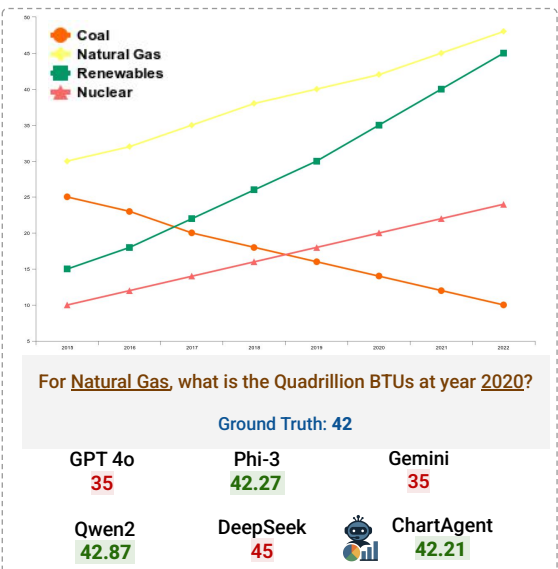 50
Coal
Natural Gas
Renewables
Nuclear
45
40
35
30
25
20
15
10
5
2015 2016 2017 2018 2019 2020 2021 2022
For Natural Gas, what is the Quadrillion BTUs at year 2020?
Ground Truth: 42
GPT 4o Phi-3 Gemini
35 42.27 35
Qwen2 DeepSeek ChartAgent
42.87 45 42.21